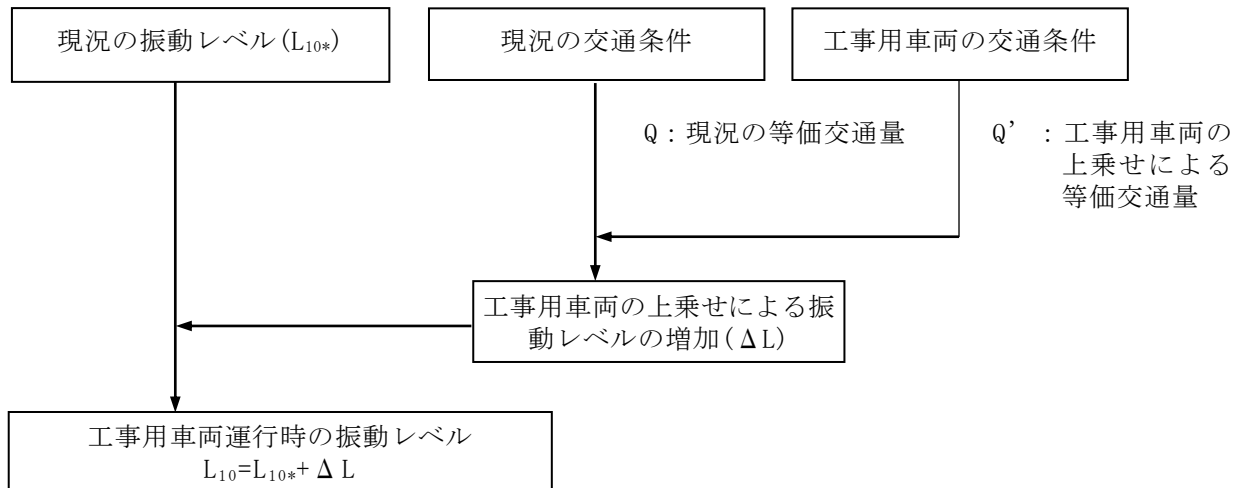 現況の振動レベル(L₁₀*)
現況の交通条件
工事用車両の交通条件
Q：現況の等価交通量
Q’：工事用車両の
上乗せによる
等価交通量
工事用車両の上乗せによる振
動レベルの増加(ΔL)
工事用車両運行時の振動レベル
L₁₀=L₁₀*+ΔL